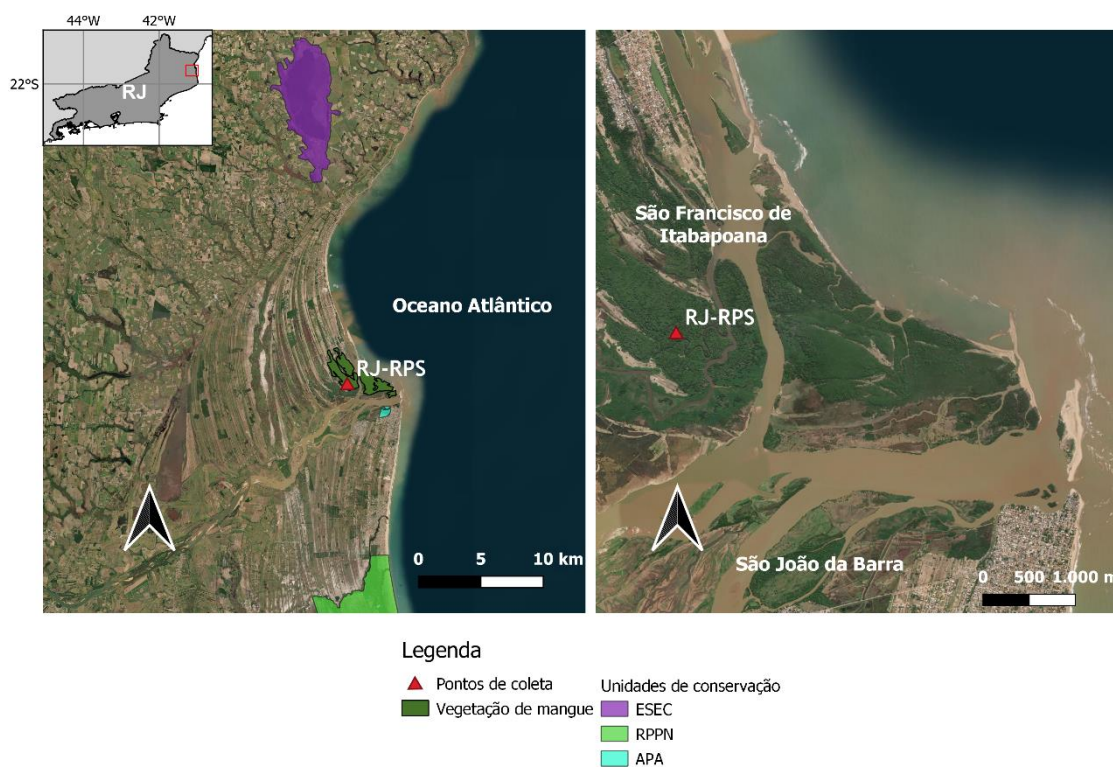 44°W 42°W
22°S
RJ
Oceano Atlântico
RJ-RPS
0 5 10 km
São Francisco de
Itabapoana
RJ-RPS
São João da Barra
0 500 1.000 m
Legenda
Pontos de coleta
Vegetação de mangue
Unidades de conservação
ESEC
RPPN
APA